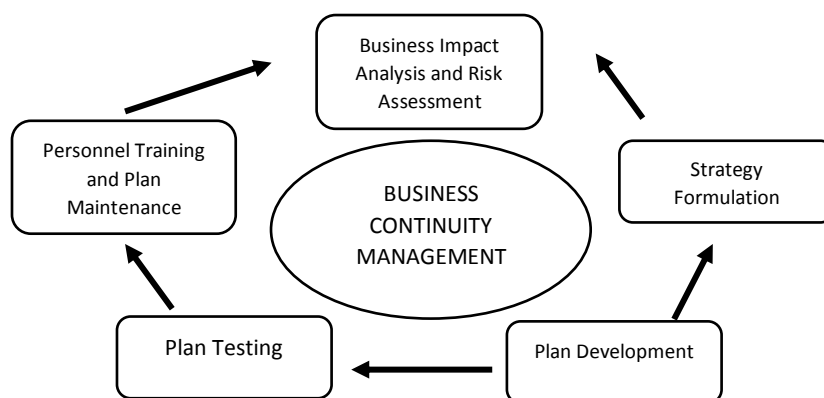 Business Impact
Analysis and Risk
Assessment
Personnel Training
and Plan
Maintenance
Strategy
Formulation
BUSINESS
CONTINUITY
MANAGEMENT
Plan Testing
Plan Development